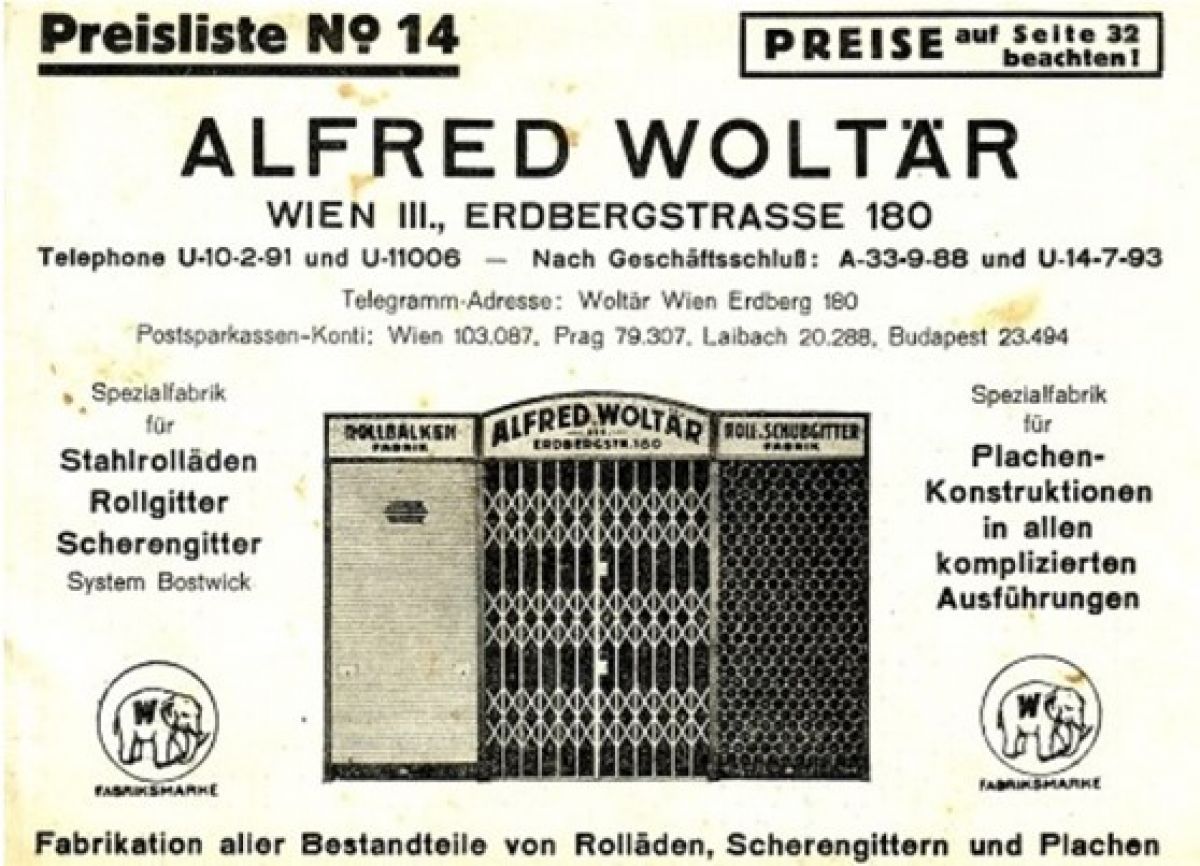 Preisliste Nº 14
PREISE auf Seite 32
beachten!
ALFRED WOLTÄR
WIEN III., ERDBERGSTRASSE 180
Telephone U-10-2-91 und U-11006 — Nach Geschäftsschluß: A-33-9-88 und U-14-7-93
Telegramm-Adresse: Woltär Wien Erdberg 180
Postsparkassen-Konti: Wien 103.087, Prag 79.307, Laibach 20.288, Budapest 23.494
Spezialfabrik
für
Stahlrolläden
Rollgitter
Scherengitter
System Bostwick
ROLLBALKEN
FABRIK
ALFRED WOLTÄR
ERDBERGSTR. 180
ROLL.SCHUBGITTER
FABRIK
Spezialfabrik
für
Plachen-
Konstruktionen
in allen
komplizierten
Ausführungen
W
FABRIKSMARKE
W
FABRIKSMARKE
Fabrikation aller Bestandteile von Rolläden, Scherengittern und Plachen